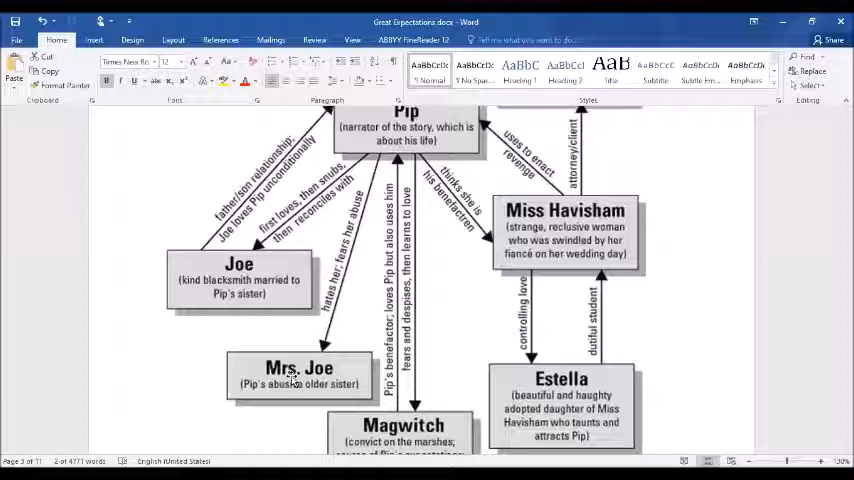 Great Expectations.docx - Word
File Home Insert Design Layout References Mailings Review View ABBYY FineReader 12 Tell me what you want to do... Share
Paste
Cut
Copy
Format Painter
Clipboard
Times New Ro... 12
Font
Paragraph
AaBbCcDc AaBbCcDc AaBbC AaBbCc AaB AaBbCcD AaBbCcDt AaBbCcDt
¶ Normal ¶ No Spac... Heading 1 Heading 2 Title Subtitle Subtle Em... Emphasis
Styles
Find
Replace
Select
Editing
Pip
(narrator of the story, which is
about his life)
father/son relationship;
Joe loves Pip unconditionally
first loves, then snubs,
then reconciles with
hates her; fears her abuse
Pip's benefactor; loves Pip but also uses him
fears and despises, then learns to love
thinks she is
his benefactren
uses to enact
revenge
attorney/client
Miss Havisham
(strange, reclusive woman
who was swindled by her
fiancé on her wedding day)
Joe
(kind blacksmith married to
Pip's sister)
controlling love
dutiful student
Mrs. Joe
(Pip's abusive older sister)
Estella
(beautiful and haughty
adopted daughter of Miss
Havisham who taunts and
attracts Pip)
Magwitch
(convict on the marshes;
source of Pip's expectations;
Page 3 of 11 2 of 4771 words English (United States) 130%